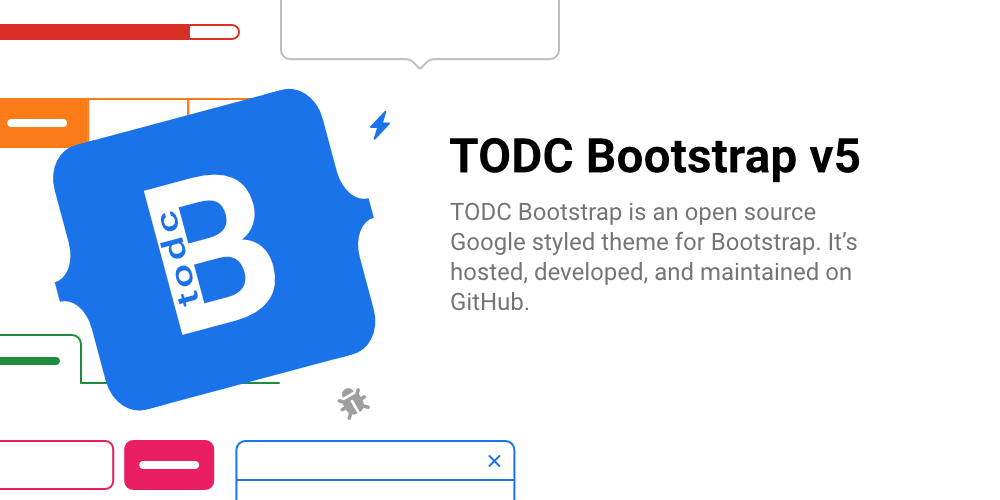 TODC Bootstrap v5
TODC Bootstrap is an open source
Google styled theme for Bootstrap. It’s
hosted, developed, and maintained on
GitHub.
B
todc